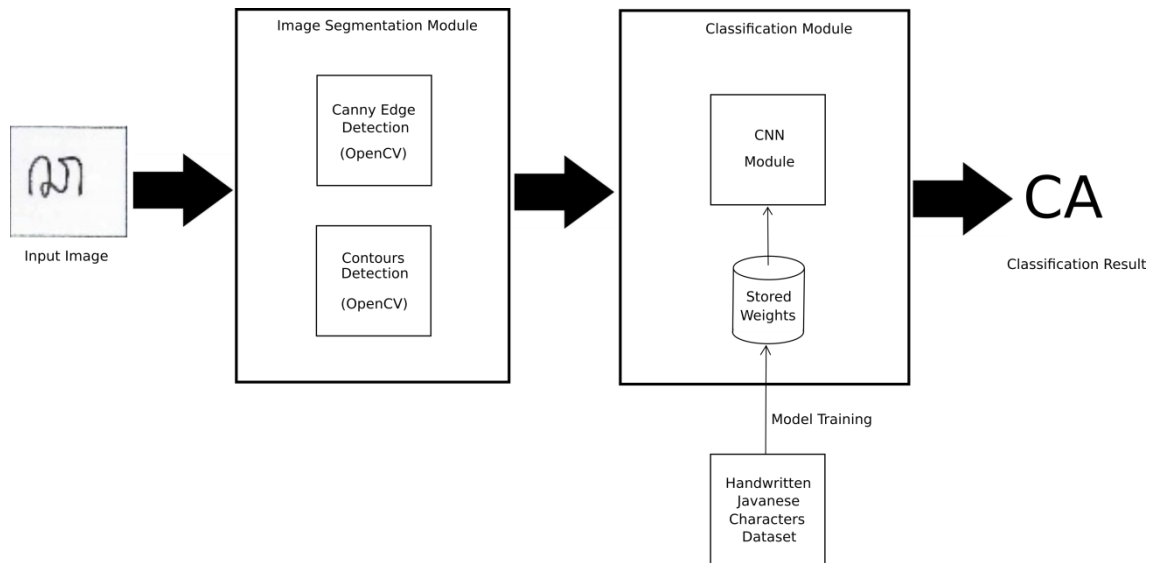 Image Segmentation Module
Canny Edge
Detection
(OpenCV)
Contours
Detection
(OpenCV)
Classification Module
CNN
Module
Stored
Weights
Model Training
Handwritten
Javanese
Characters
Dataset
ꦕ
Input Image
CA
Classification Result